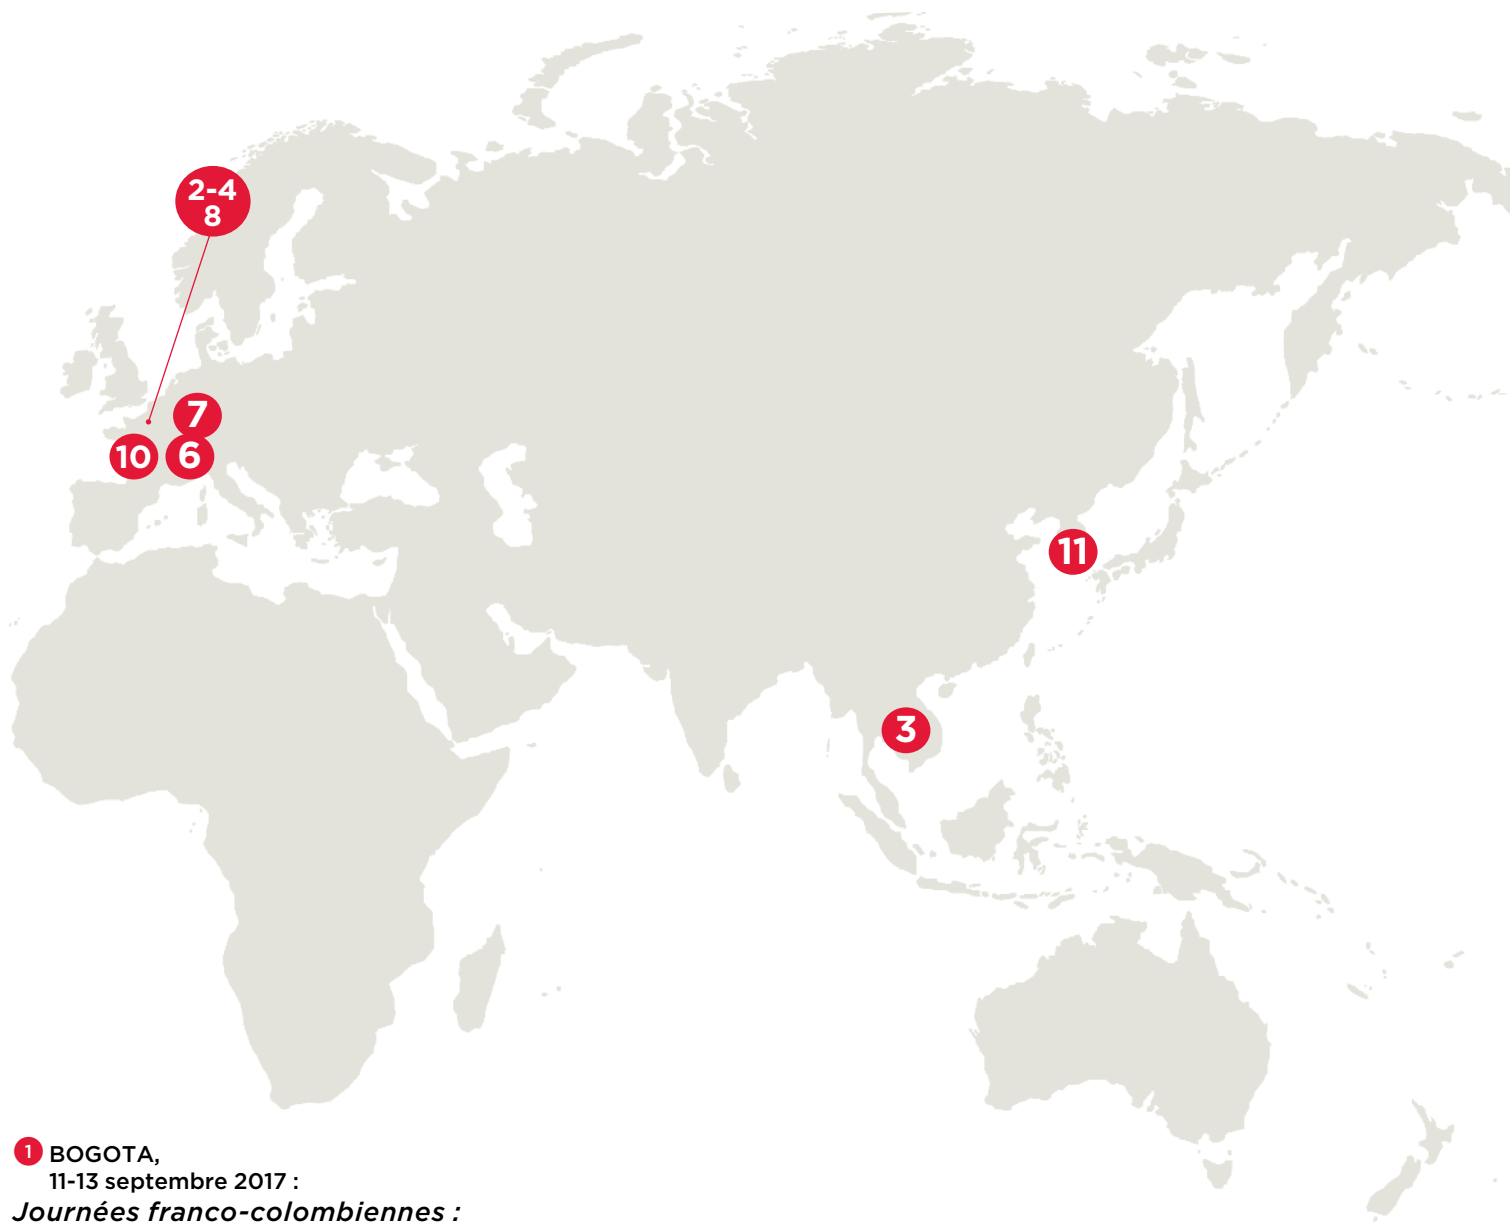 2-4
8
7
10
6
11
3
1 BOGOTA,
11-13 septembre 2017 :
Journées franco-colombiennes :